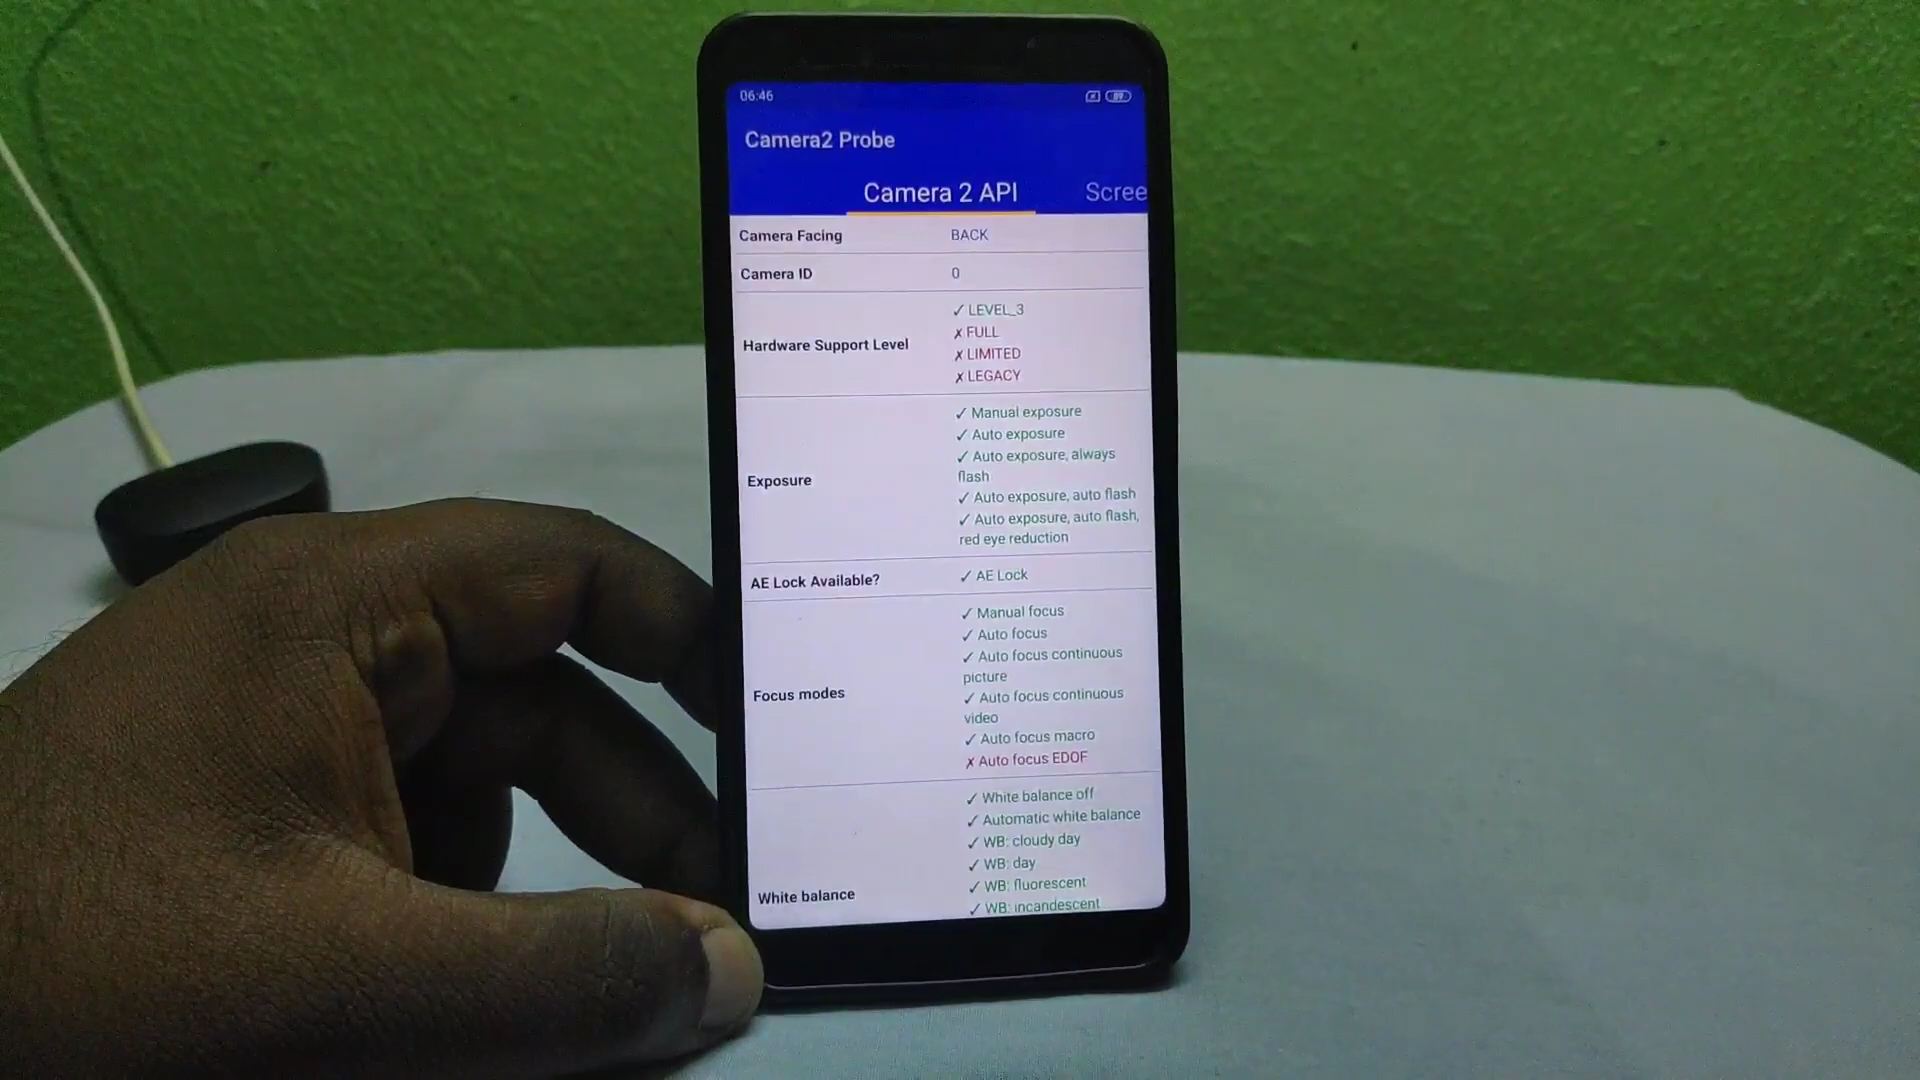 06:46
89
Camera2 Probe
Camera 2 API
Scree
Camera Facing
BACK
Camera ID
0
Hardware Support Level
✓ LEVEL_3
✗ FULL
✗ LIMITED
✗ LEGACY
Exposure
✓ Manual exposure
✓ Auto exposure
✓ Auto exposure, always
flash
✓ Auto exposure, auto flash
✓ Auto exposure, auto flash,
red eye reduction
AE Lock Available?
✓ AE Lock
Focus modes
✓ Manual focus
✓ Auto focus
✓ Auto focus continuous
picture
✓ Auto focus continuous
video
✓ Auto focus macro
✗ Auto focus EDOF
White balance
✓ White balance off
✓ Automatic white balance
✓ WB: cloudy day
✓ WB: day
✓ WB: fluorescent
✓ WB: incandescent